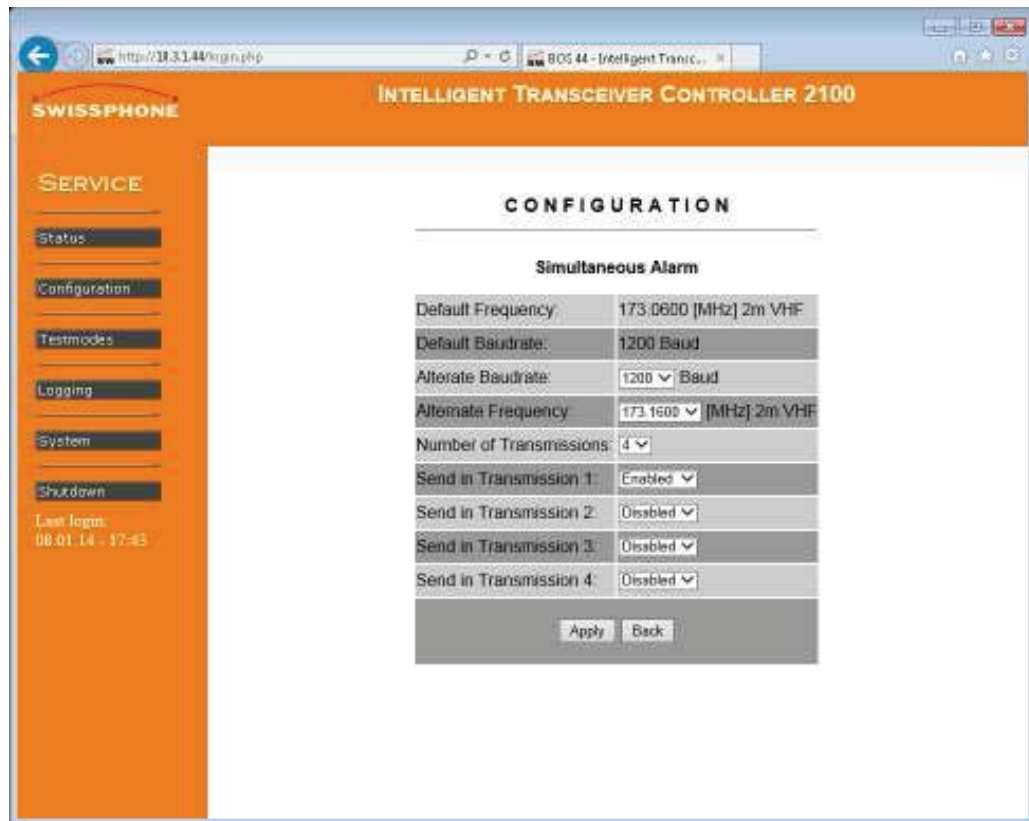 http://10.3.1.44/login.php
BOS 44 - Intelligent Transc...
SWISSPHONE
INTELLIGENT TRANSCEIVER CONTROLLER 2100
SERVICE
Status
Configuration
Testmodes
Logging
System
Shutdown
Last login:
08.01.14 - 17:43
CONFIGURATION
Simultaneous Alarm
Default Frequency: 173.0600 [MHz] 2m VHF
Default Baudrate: 1200 Baud
Alterate Baudrate: 1200 Baud
Alternate Frequency: 173.1600 [MHz] 2m VHF
Number of Transmissions: 4
Send in Transmission 1: Enabled
Send in Transmission 2: Disabled
Send in Transmission 3: Disabled
Send in Transmission 4: Disabled
Apply Back